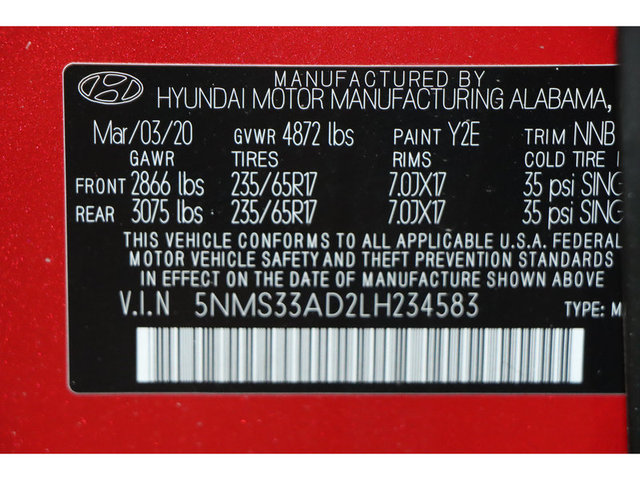 MANUFACTURED BY
HYUNDAI MOTOR MANUFACTURING ALABAMA,
Mar/03/20 GVWR 4872 lbs PAINT Y2E TRIM NNB
GAWR TIRES RIMS COLD TIRE
FRONT 2866 lbs 235/65R17 7.0JX17 35 psi SING
REAR 3075 lbs 235/65R17 7.0JX17 35 psi SING
THIS VEHICLE CONFORMS TO ALL APPLICABLE U.S.A. FEDERAL
MOTOR VEHICLE SAFETY AND THEFT PREVENTION STANDARDS
IN EFFECT ON THE DATE OF MANUFACTURE SHOWN ABOVE
V.I.N 5NMS33AD2LH234583 TYPE: M